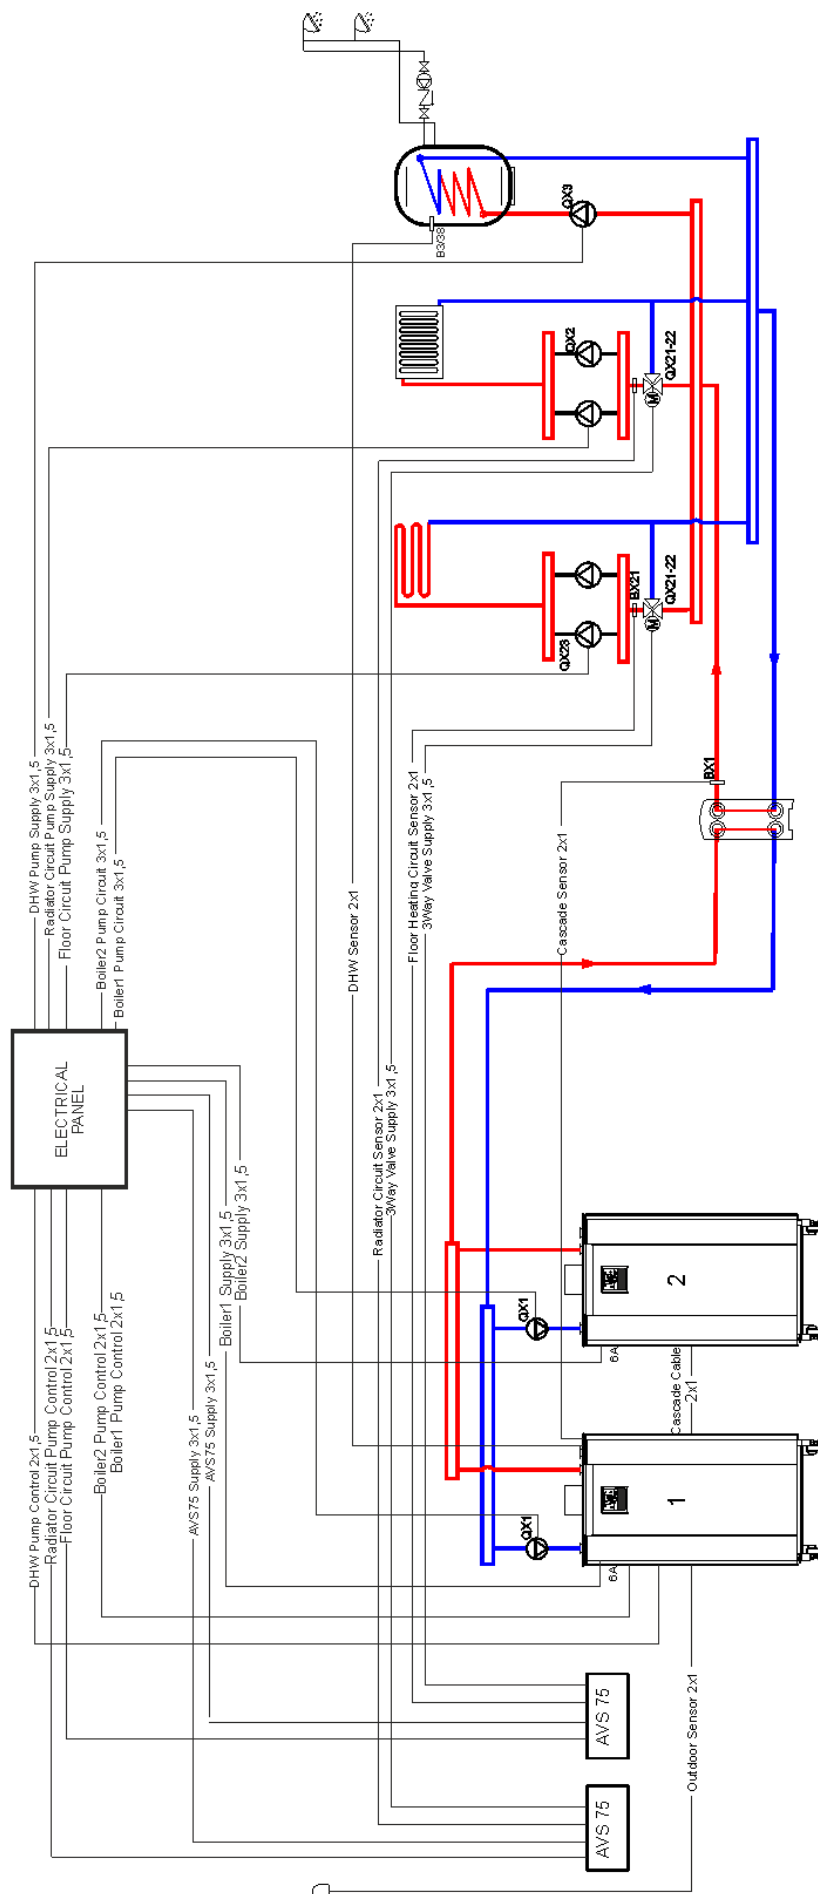 DHW Pump Control 2x1,5
Radiator Circuit Pump Control 2x1,5
Floor Circuit Pump Control 2x1,5
Boiler2 Pump Control 2x1,5
Boiler1 Pump Control 2x1,5
ELECTRICAL
PANEL
DHW Pump Supply 3x1,5
Radiator Circuit Pump Supply 3x1,5
Floor Circuit Pump Supply 3x1,5
Boiler2 Pump Circuit 3x1,5
Boiler1 Pump Circuit 3x1,5
AVS75 Supply 3x1,5
AVS75 Supply 3x1,5
Boiler1 Supply 3x1,5
Boiler2 Supply 3x1,5
DHW Sensor 2x1
Radiator Circuit Sensor 2x1
3Way Valve Supply 3x1,5
Floor Heating Circuit Sensor 2x1
3Way Valve Supply 3x1,5
Cascade Sensor 2x1
B3/38
QX3
QX2
QX21-22
QX23
BX21
QX21-22
BX1
QX1
QX1
6A
6A
1
2
Cascade Cable
2x1
AVS 75
AVS 75
Outdoor Sensor 2x1